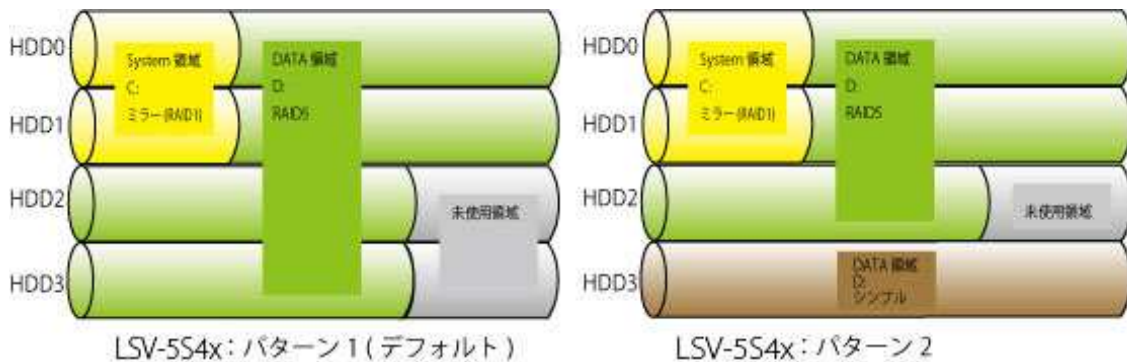 HDD0
System 領域
C:
ミラー(RAID1)
DATA 領域
D:
RAID5
HDD1
HDD2
未使用領域
HDD3
LSV-5S4x: パターン 1 ( デフォルト )
HDD0
System 領域
C:
ミラー(RAID1)
DATA 領域
D:
RAID5
HDD1
HDD2
未使用領域
HDD3
DATA 領域
D:
シンプル
LSV-5S4x: パターン 2